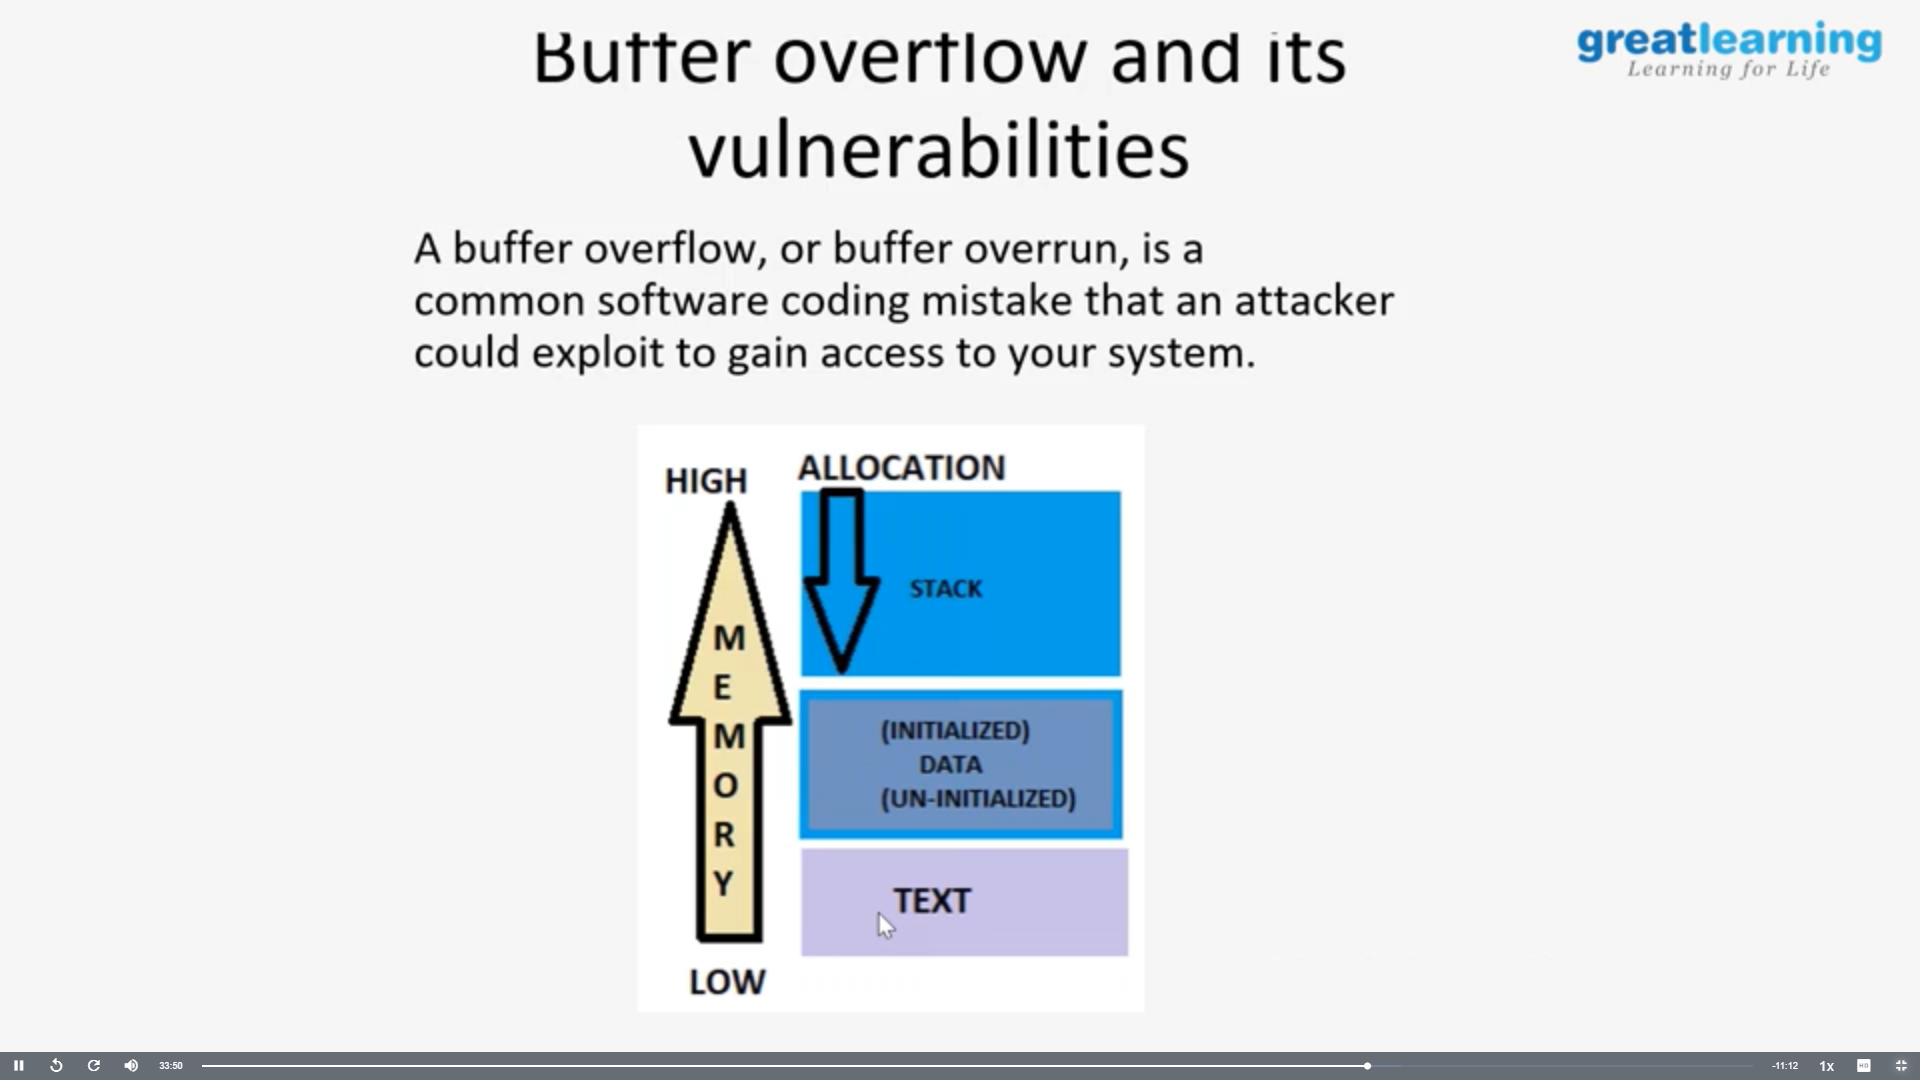 Buffer overflow and its
vulnerabilities
greatlearning
Learning for Life
A buffer overflow, or buffer overrun, is a
common software coding mistake that an attacker
could exploit to gain access to your system.
HIGH
ALLOCATION
STACK
M
E
M
O
R
Y
(INITIALIZED)
DATA
(UN-INITIALIZED)
TEXT
LOW
33:50
-11:12
1x
HD